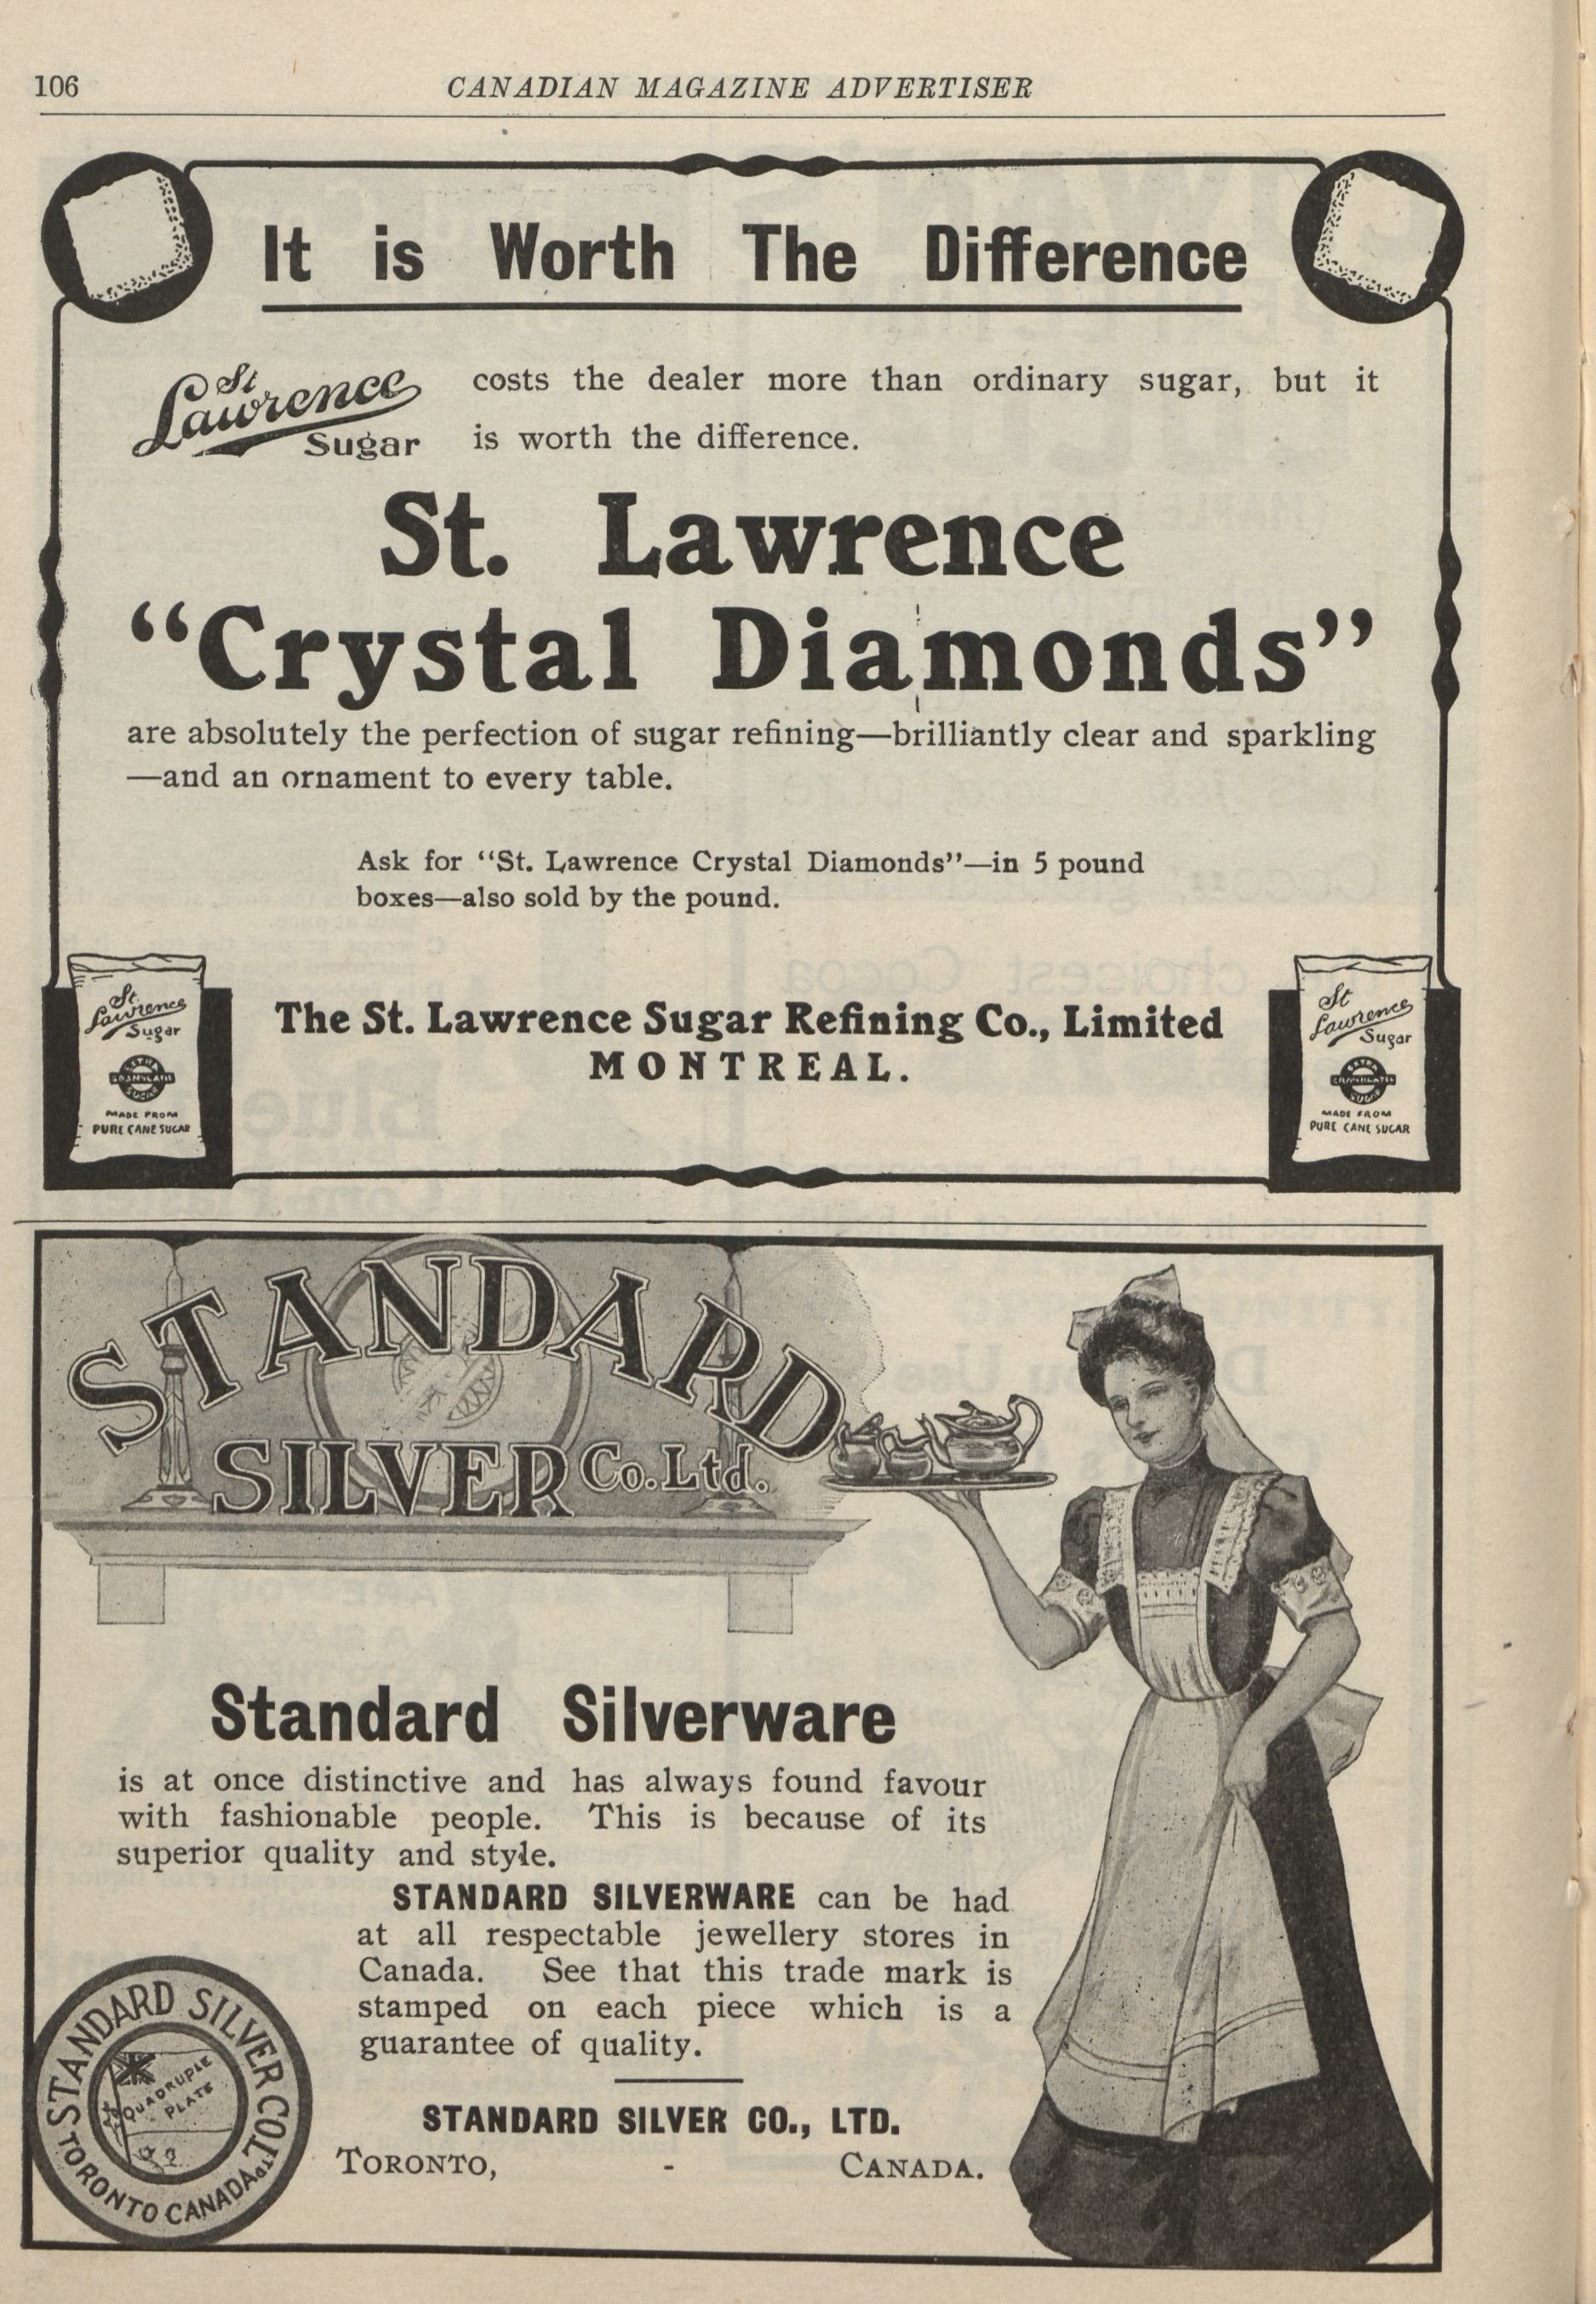 106
CANADIAN MAGAZINE ADVERTISER
It is Worth The Difference
St Lawrence Sugar
costs the dealer more than ordinary sugar, but it
is worth the difference.
St. Lawrence
“Crystal Diamonds”
are absolutely the perfection of sugar refining—brilliantly clear and sparkling
—and an ornament to every table.
Ask for “St. Lawrence Crystal Diamonds”—in 5 pound
boxes—also sold by the pound.
St
Lawrence
Sugar
MADE FROM
PURE CANE SUGAR
The St. Lawrence Sugar Refining Co., Limited
MONTREAL.
St
Lawrence
Sugar
EXTRA
GRANULATED
SUGAR
MADE FROM
PURE CANE SUGAR
STANDARD
SILVER Co. Ltd.
Standard Silverware
is at once distinctive and has always found favour
with fashionable people. This is because of its
superior quality and style.
STANDARD SILVERWARE can be had
at all respectable jewellery stores in
Canada. See that this trade mark is
stamped on each piece which is a
guarantee of quality.
STANDARD SILVER CO., LTD.
TORONTO, - CANADA.
STANDARD SILVER CO. LTD
TORONTO CANADA
QUADRUPLE
PLATE